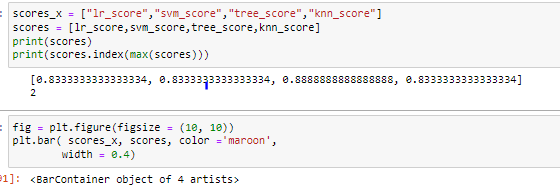 scores_x = ["lr_score","svm_score","tree_score","knn_score"]
scores = [lr_score,svm_score,tree_score,knn_score]
print(scores)
print(scores.index(max(scores)))
[0.8333333333333334, 0.8333333333333334, 0.8888888888888888, 0.8333333333333334]
2
fig = plt.figure(figsize = (10, 10))
plt.bar( scores_x, scores, color ='maroon',
width = 0.4)
91]: <BarContainer object of 4 artists>